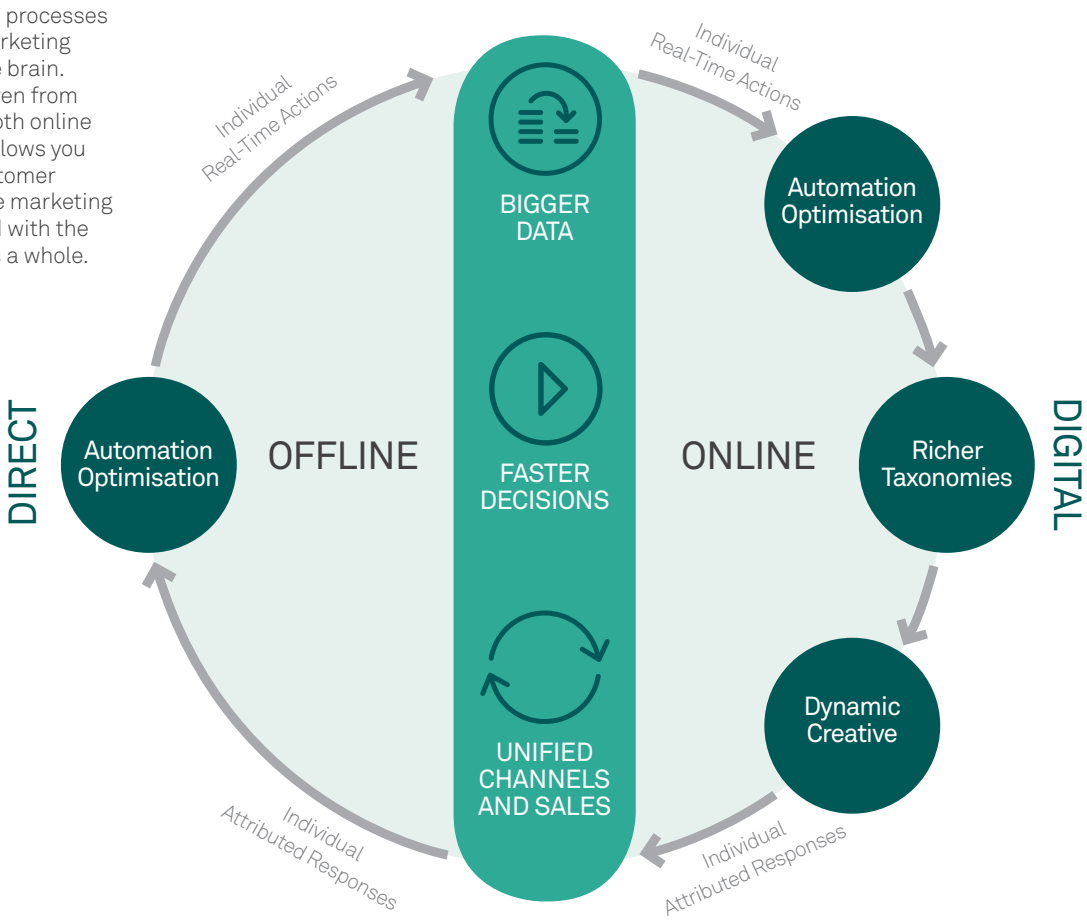 processes
rketing
brain.
en from
oth online
lows you
tomer
e marketing
d with the
s a whole.
Individual
Real-Time Actions
Individual
Real-Time Actions
BIGGER
DATA
Automation
Optimisation
DIRECT
Automation
Optimisation
OFFLINE
FASTER
DECISIONS
ONLINE
Richer
Taxonomies
DIGITAL
UNIFIED
CHANNELS
AND SALES
Dynamic
Creative
Individual
Attributed Responses
Individual
Attributed Responses